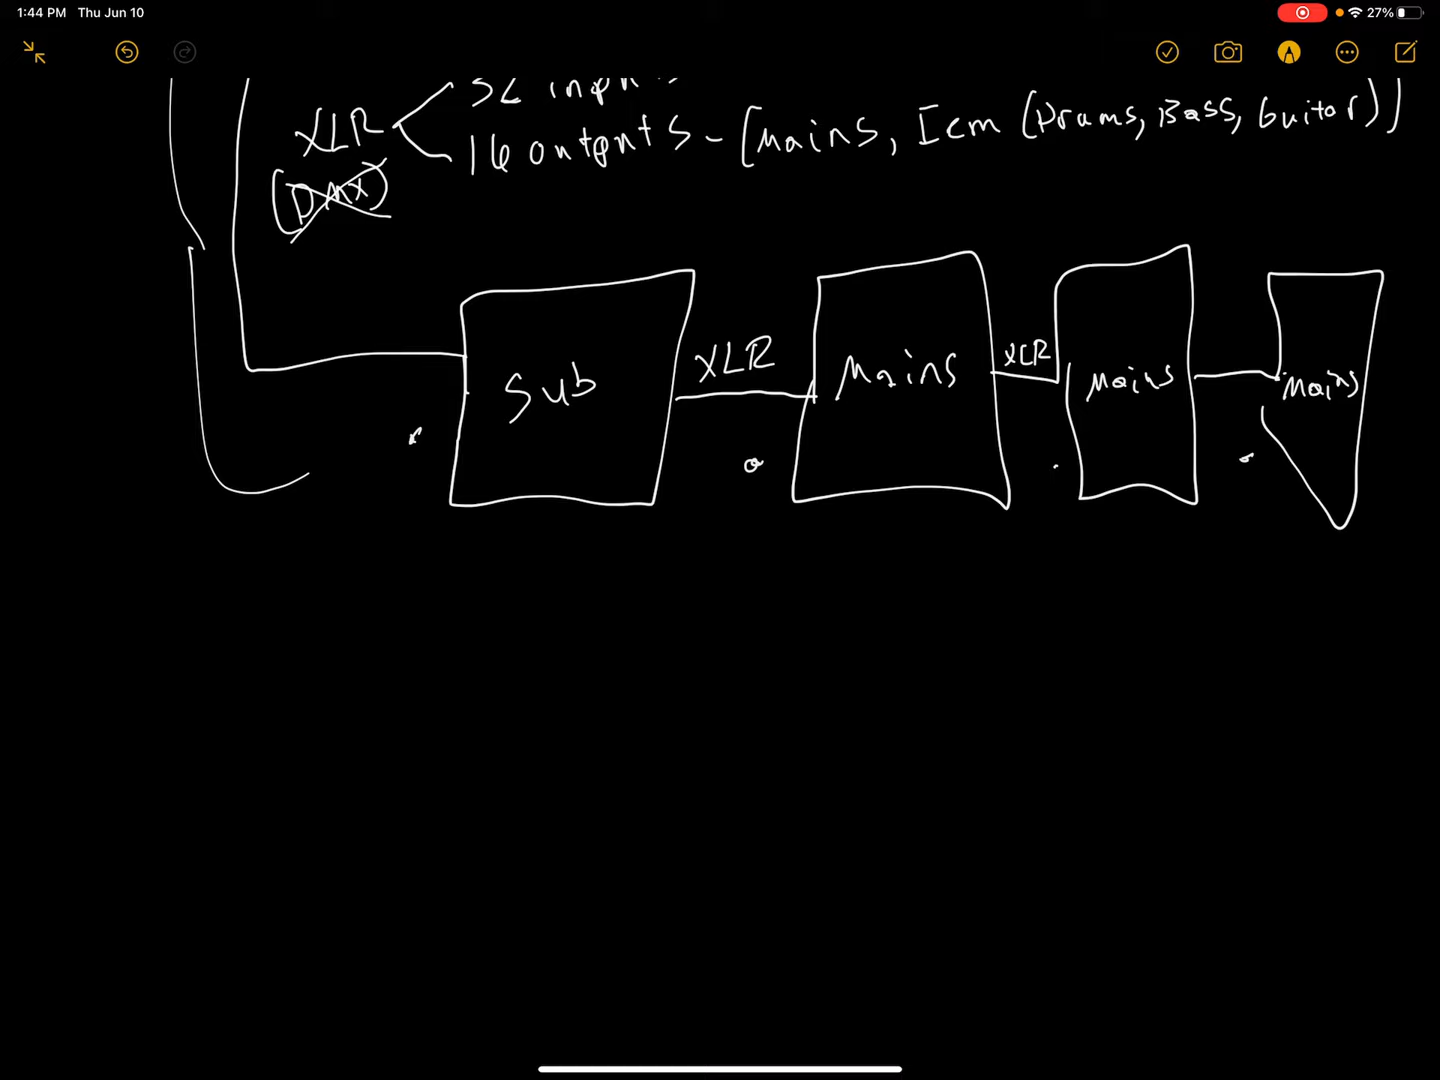 1:44 PM Thu Jun 10
27%
XLR
16 outputs - [Mains, Iem (Drums, Bass, Guitar)]
(DMX)
Sub
XLR
Mains
XLR
Mains
Mains